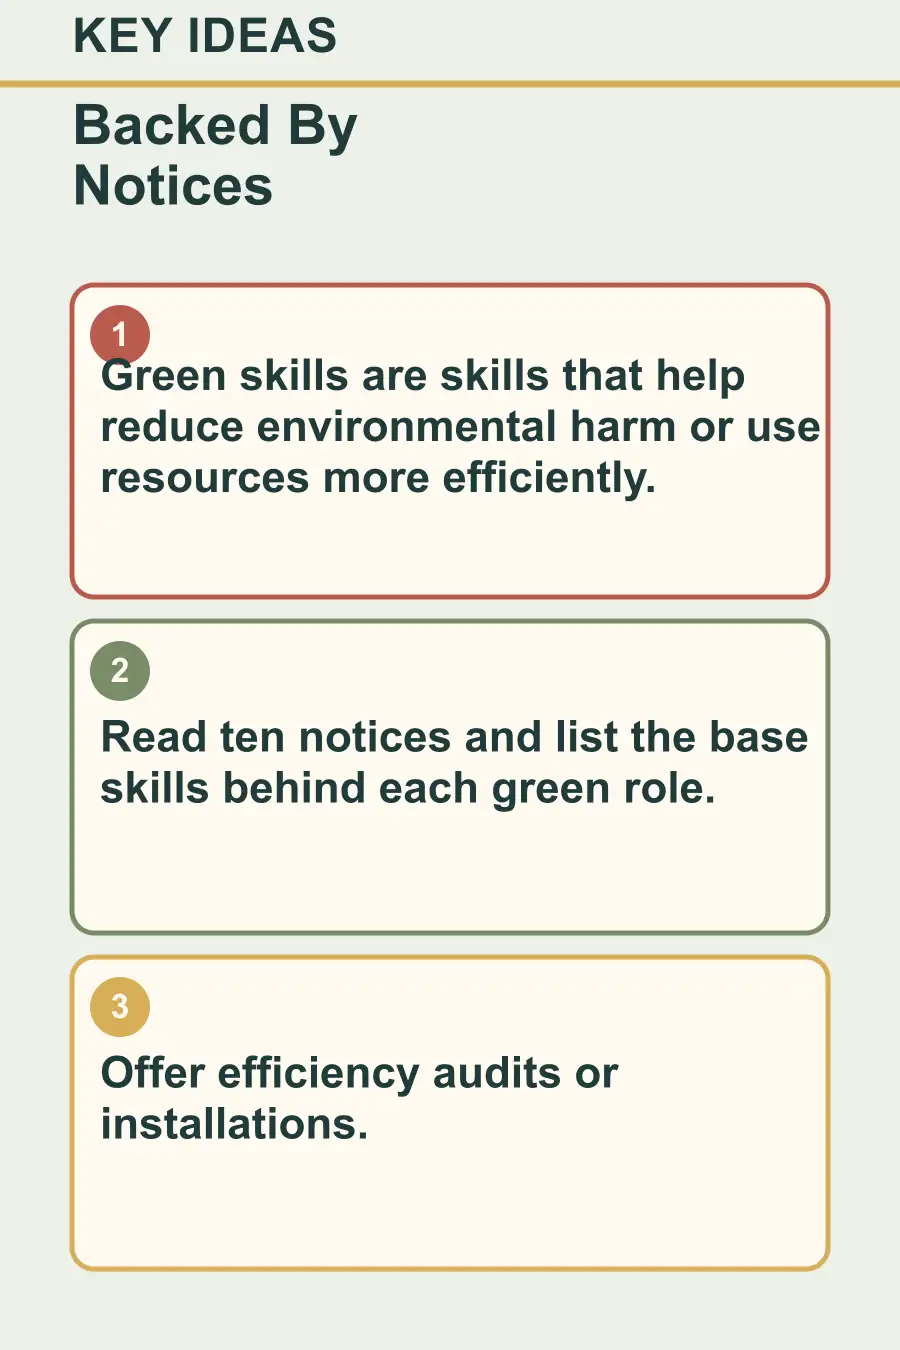 KEY IDEAS
Backed By
Notices
1
Green skills are skills that help
reduce environmental harm or use
resources more efficiently.
2
Read ten notices and list the base
skills behind each green role.
3
Offer efficiency audits or
installations.